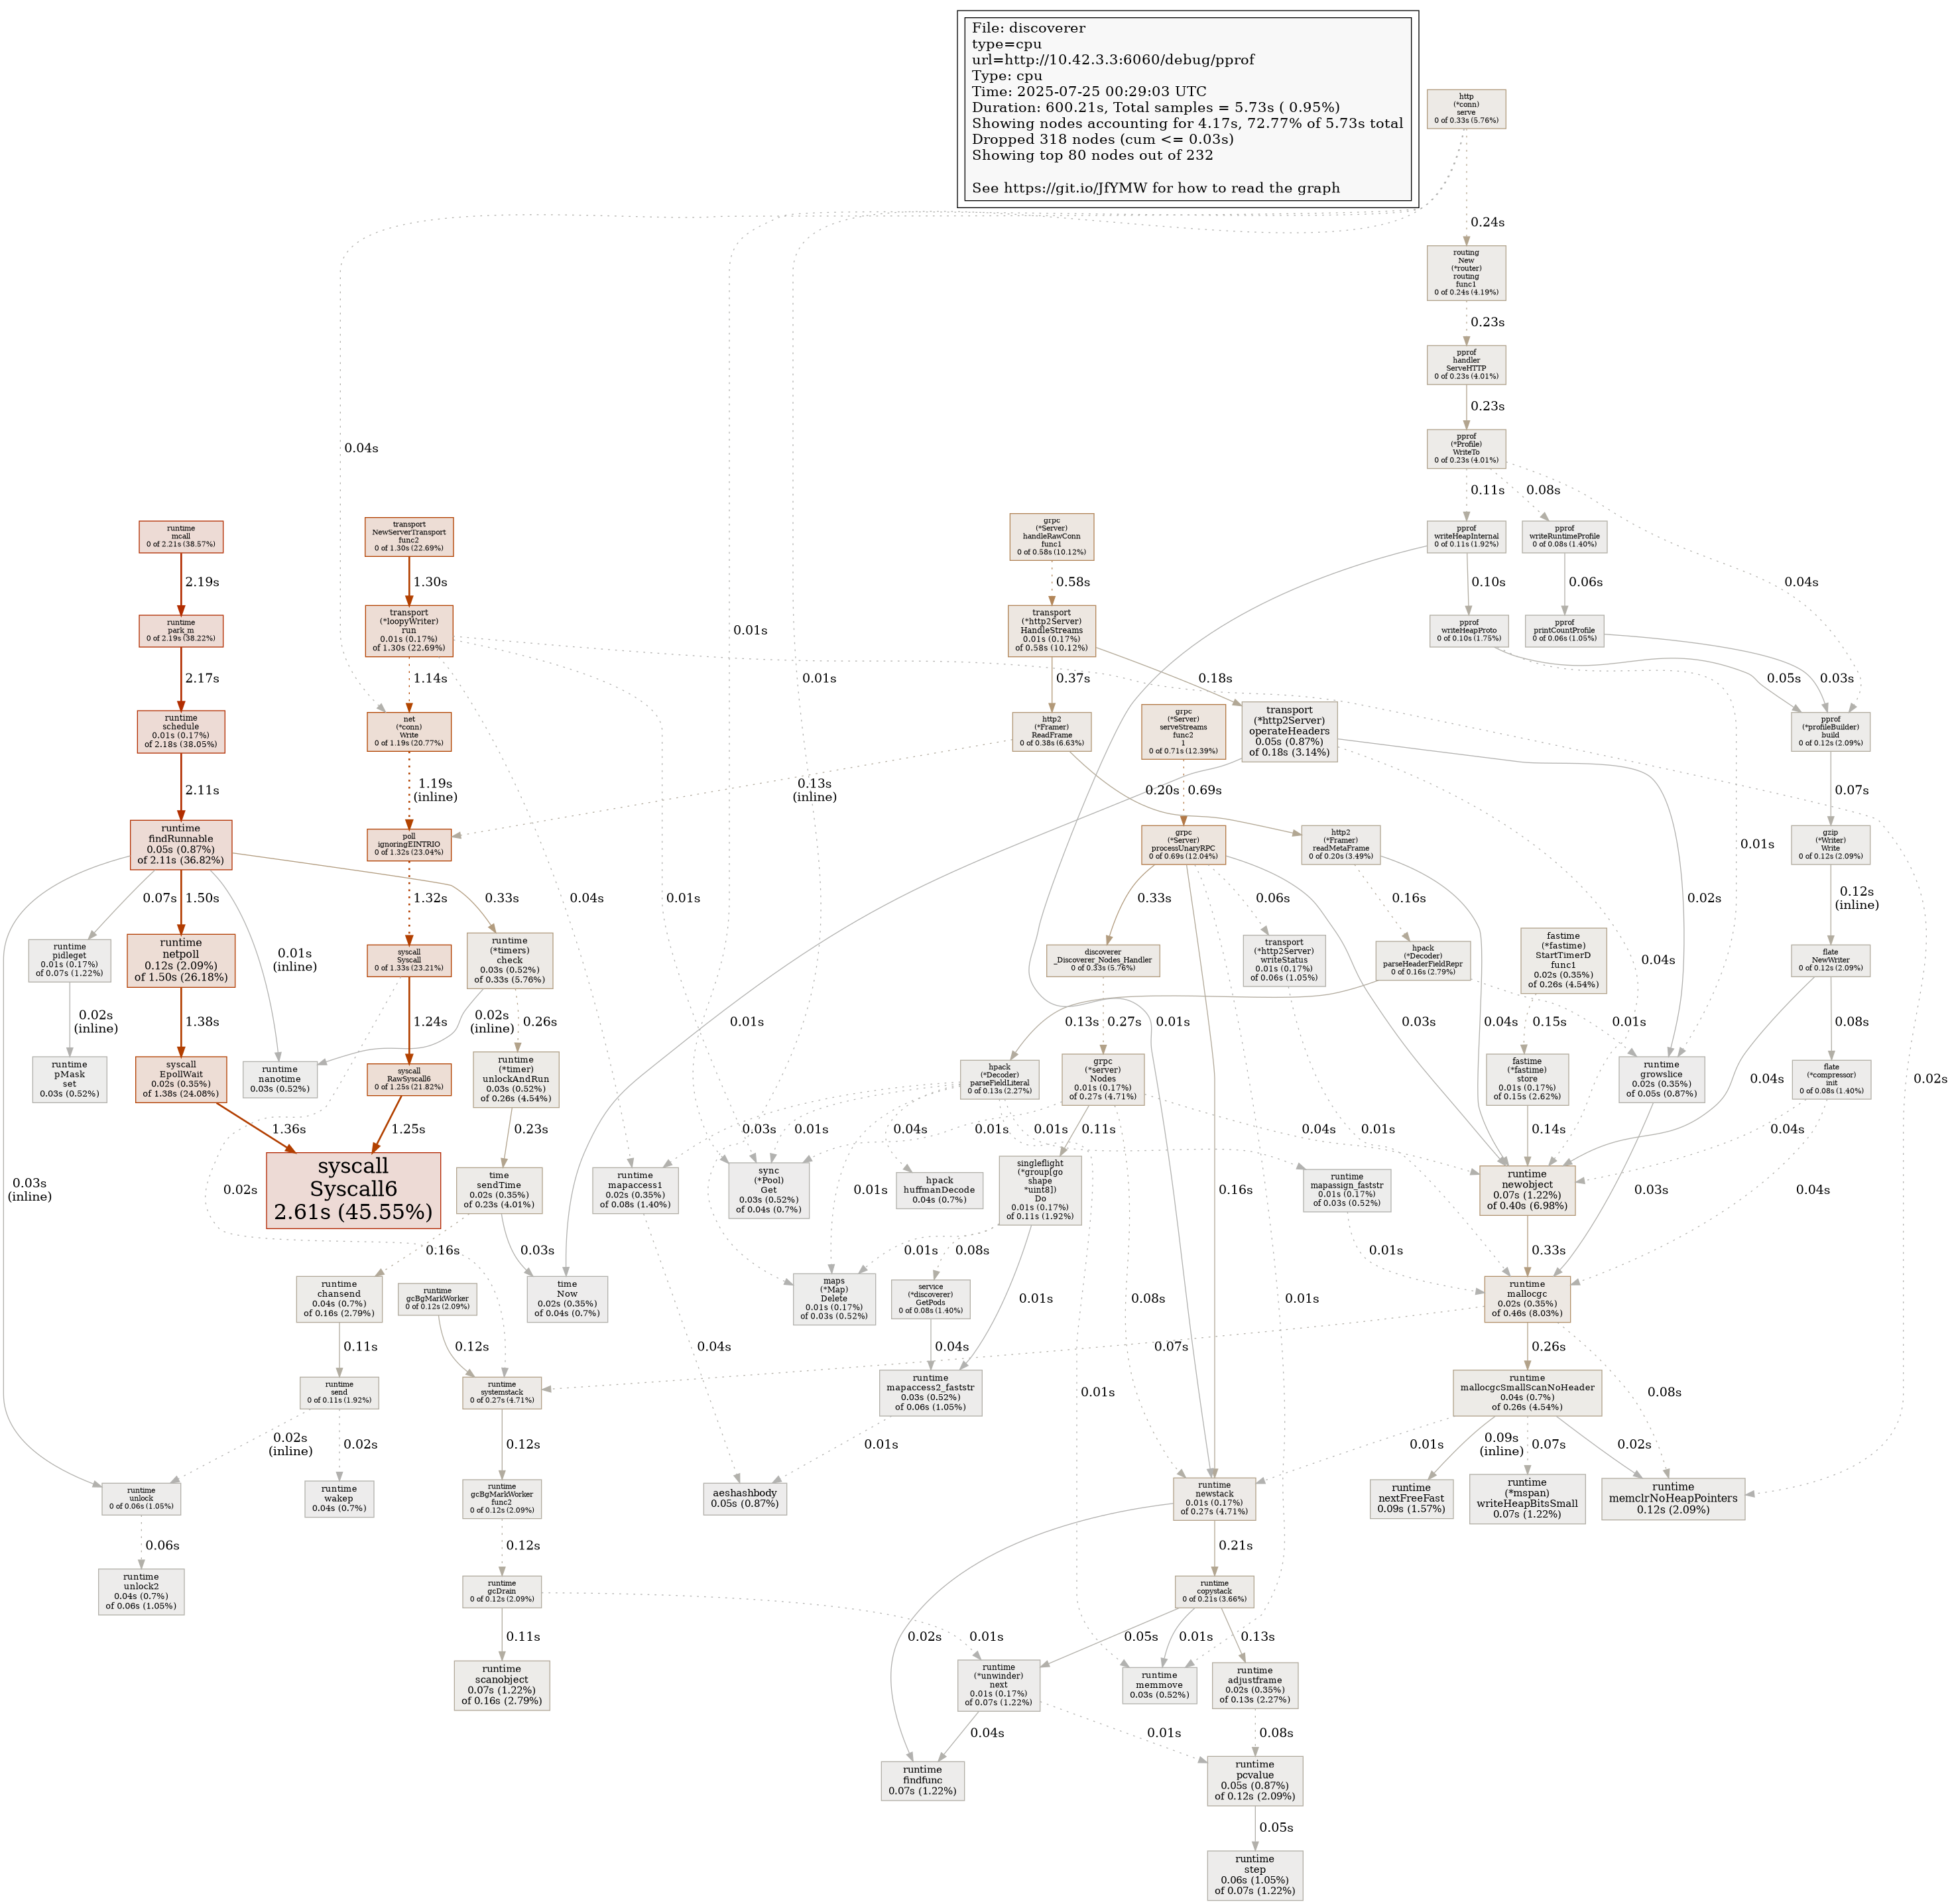 File: discoverer
type=cpu
url=http://10.42.3.3:6060/debug/pprof
Type: cpu
Time: 2025-07-25 00:29:03 UTC
Duration: 600.21s, Total samples = 5.73s ( 0.95%)
Showing nodes accounting for 4.17s, 72.77% of 5.73s total
Dropped 318 nodes (cum <= 0.03s)
Showing top 80 nodes out of 232
See https://git.io/JfYMW for how to read the graph
http
(*conn)
serve
0 of 0.33s (5.76%)
0.24s
routing
New
(*router)
routing
func1
0 of 0.24s (4.19%)
0.23s
pprof
handler
ServeHTTP
0 of 0.23s (4.01%)
0.23s
pprof
(*Profile)
WriteTo
0 of 0.23s (4.01%)
0.04s
0.01s
0.01s
0.11s
0.08s
0.04s
runtime
mcall
0 of 2.21s (38.57%)
transport
NewServerTransport
func2
0 of 1.30s (22.69%)
grpc
(*Server)
handleRawConn
func1
0 of 0.58s (10.12%)
pprof
writeHeapInternal
0 of 0.11s (1.92%)
pprof
writeRuntimeProfile
0 of 0.08s (1.40%)
2.19s
1.30s
0.58s
0.10s
0.06s
runtime
park_m
0 of 2.19s (38.22%)
transport
(*loopyWriter)
run
0.01s (0.17%)
of 1.30s (22.69%)
transport
(*http2Server)
HandleStreams
0.01s (0.17%)
of 0.58s (10.12%)
pprof
writeHeapProto
0 of 0.10s (1.75%)
pprof
printCountProfile
0 of 0.06s (1.05%)
2.17s
1.14s
0.37s
0.18s
0.05s
0.03s
runtime
schedule
0.01s (0.17%)
of 2.18s (38.05%)
net
(*conn)
Write
0 of 1.19s (20.77%)
http2
(*Framer)
ReadFrame
0 of 0.38s (6.63%)
grpc
(*Server)
serveStreams
func2
1
0 of 0.71s (12.39%)
transport
(*http2Server)
operateHeaders
0.05s (0.87%)
of 0.18s (3.14%)
pprof
(*profileBuilder)
build
0 of 0.12s (2.09%)
2.11s
1.19s
(inline)
0.13s
(inline)
0.20s
0.69s
0.07s
runtime
findRunnable
0.05s (0.87%)
of 2.11s (36.82%)
poll
ignoringEINTRIO
0 of 1.32s (23.04%)
grpc
(*Server)
processUnaryRPC
0 of 0.69s (12.04%)
http2
(*Framer)
readMetaFrame
0 of 0.20s (3.49%)
0.01s
gzip
(*Writer)
Write
0 of 0.12s (2.09%)
0.07s
1.50s
0.33s
1.32s
0.04s
0.01s
0.33s
0.06s
0.16s
0.02s
0.12s
(inline)
runtime
pidleget
0.01s (0.17%)
of 0.07s (1.22%)
runtime
netpoll
0.12s (2.09%)
of 1.50s (26.18%)
0.01s
(inline)
syscall
Syscall
0 of 1.33s (23.21%)
runtime
(*timers)
check
0.03s (0.52%)
of 0.33s (5.76%)
discoverer
_Discoverer_Nodes_Handler
0 of 0.33s (5.76%)
transport
(*http2Server)
writeStatus
0.01s (0.17%)
of 0.06s (1.05%)
hpack
(*Decoder)
parseHeaderFieldRepr
0 of 0.16s (2.79%)
fastime
(*fastime)
StartTimerD
func1
0.02s (0.35%)
of 0.26s (4.54%)
0.04s
flate
NewWriter
0 of 0.12s (2.09%)
0.02s
(inline)
1.38s
1.24s
0.02s
(inline)
0.26s
0.01s
0.13s
0.27s
0.01s
0.03s
0.04s
0.15s
0.01s
0.04s
0.08s
runtime
pMask
set
0.03s (0.52%)
syscall
EpollWait
0.02s (0.35%)
of 1.38s (24.08%)
runtime
nanotime
0.03s (0.52%)
syscall
RawSyscall6
0 of 1.25s (21.82%)
runtime
(*timer)
unlockAndRun
0.03s (0.52%)
of 0.26s (4.54%)
hpack
(*Decoder)
parseFieldLiteral
0 of 0.13s (2.27%)
grpc
(*server)
Nodes
0.01s (0.17%)
of 0.27s (4.71%)
fastime
(*fastime)
store
0.01s (0.17%)
of 0.15s (2.62%)
runtime
growslice
0.02s (0.35%)
of 0.05s (0.87%)
flate
(*compressor)
init
0 of 0.08s (1.40%)
0.02s
1.36s
1.25s
0.23s
0.03s
0.01s
0.04s
0.01s
0.01s
0.11s
0.04s
0.01s
0.14s
0.04s
0.03s
(inline)
0.02s
syscall
Syscall6
2.61s (45.55%)
time
sendTime
0.02s (0.35%)
of 0.23s (4.01%)
runtime
mapaccess1
0.02s (0.35%)
of 0.08s (1.40%)
sync
(*Pool)
Get
0.03s (0.52%)
of 0.04s (0.7%)
0.01s
hpack
huffmanDecode
0.04s (0.7%)
singleflight
(*group[go
shape
*uint8])
Do
0.01s (0.17%)
of 0.11s (1.92%)
0.16s
runtime
mapassign_faststr
0.01s (0.17%)
of 0.03s (0.52%)
runtime
newobject
0.07s (1.22%)
of 0.40s (6.98%)
0.03s
0.04s
0.16s
0.03s
0.01s
0.08s
0.01s
0.33s
runtime
chansend
0.04s (0.7%)
of 0.16s (2.79%)
runtime
gcBgMarkWorker
0 of 0.12s (2.09%)
time
Now
0.02s (0.35%)
of 0.04s (0.7%)
maps
(*Map)
Delete
0.01s (0.17%)
of 0.03s (0.52%)
service
(*discoverer)
GetPods
0 of 0.08s (1.40%)
0.01s
0.08s
0.01s
runtime
mallocgc
0.02s (0.35%)
of 0.46s (8.03%)
0.11s
0.12s
0.04s
0.04s
0.07s
0.26s
runtime
send
0 of 0.11s (1.92%)
runtime
systemstack
0 of 0.27s (4.71%)
runtime
mapaccess2_faststr
0.03s (0.52%)
of 0.06s (1.05%)
0.01s
runtime
mallocgcSmallScanNoHeader
0.04s (0.7%)
of 0.26s (4.54%)
0.08s
0.02s
(inline)
0.02s
0.12s
0.01s
0.01s
0.09s
(inline)
0.07s
0.02s
runtime
unlock
0 of 0.06s (1.05%)
runtime
wakep
0.04s (0.7%)
runtime
gcBgMarkWorker
func2
0 of 0.12s (2.09%)
aeshashbody
0.05s (0.87%)
runtime
newstack
0.01s (0.17%)
of 0.27s (4.71%)
runtime
nextFreeFast
0.09s (1.57%)
runtime
(*mspan)
writeHeapBitsSmall
0.07s (1.22%)
runtime
memclrNoHeapPointers
0.12s (2.09%)
0.06s
0.12s
0.21s
runtime
unlock2
0.04s (0.7%)
of 0.06s (1.05%)
runtime
gcDrain
0 of 0.12s (2.09%)
runtime
copystack
0 of 0.21s (3.66%)
0.11s
0.02s
0.01s
0.05s
0.01s
0.13s
runtime
scanobject
0.07s (1.22%)
of 0.16s (2.79%)
runtime
(*unwinder)
next
0.01s (0.17%)
of 0.07s (1.22%)
runtime
memmove
0.03s (0.52%)
runtime
adjustframe
0.02s (0.35%)
of 0.13s (2.27%)
0.04s
0.01s
0.08s
runtime
findfunc
0.07s (1.22%)
runtime
pcvalue
0.05s (0.87%)
of 0.12s (2.09%)
0.05s
runtime
step
0.06s (1.05%)
of 0.07s (1.22%)